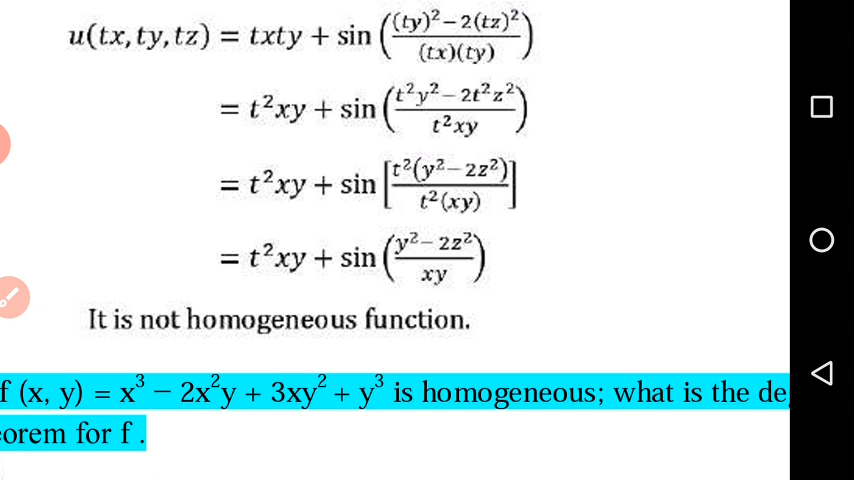 u(tx, ty, tz) = txty + sin ((ty)² − 2(tz)² / (tx)(ty))
= t²xy + sin (t²y² − 2t²z² / t²xy)
= t²xy + sin [t²(y² − 2z²) / t²(xy)]
= t²xy + sin (y² − 2z² / xy)
It is not homogeneous function.
f (x, y) = x³ − 2x²y + 3xy² + y³ is homogeneous; what is the de
eorem for f .